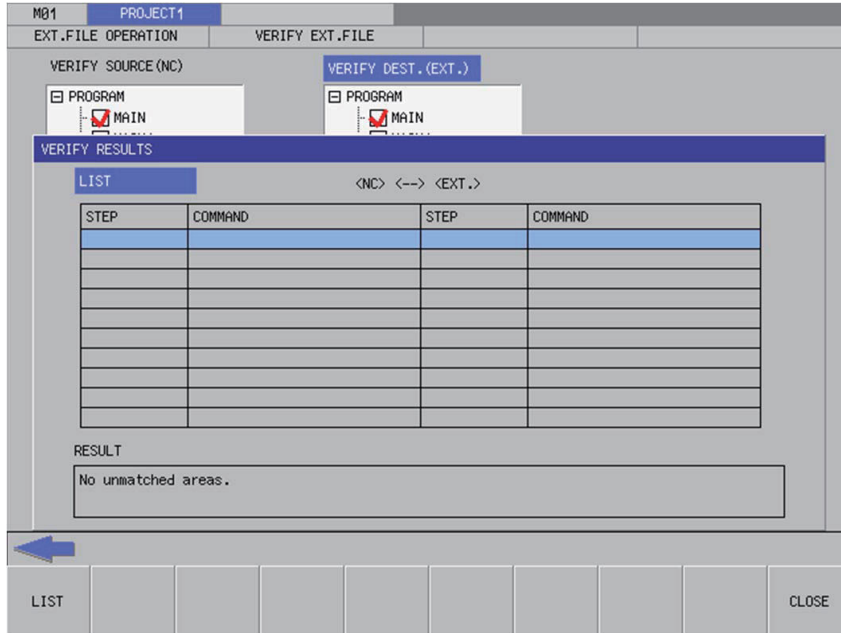 M01 PROJECT1
EXT.FILE OPERATION VERIFY EXT.FILE
VERIFY SOURCE(NC) VERIFY DEST.(EXT.)
PROGRAM PROGRAM
MAIN MAIN
VERIFY RESULTS
LIST <NC> <--> <EXT.>
STEP COMMAND STEP COMMAND
RESULT
No unmatched areas.
LIST CLOSE